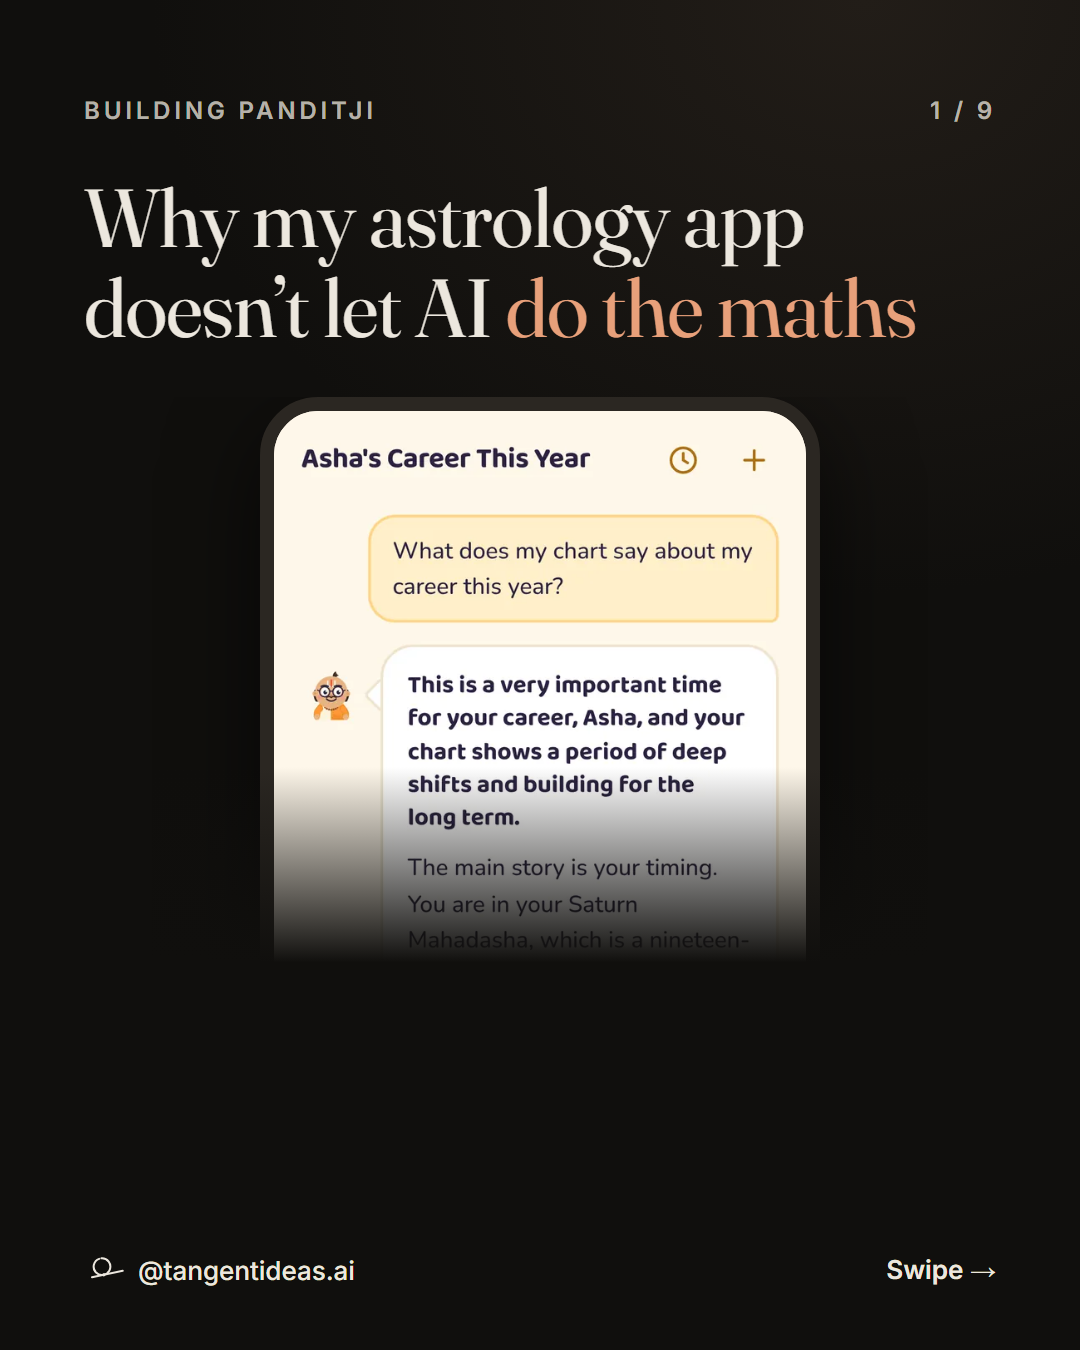 BUILDING PANDITJI
1 / 9
Why my astrology app
doesn’t let AI do the maths
Asha's Career This Year
What does my chart say about my
career this year?
This is a very important time
for your career, Asha, and your
chart shows a period of deep
shifts and building for the
long term.
The main story is your timing.
You are in your Saturn
Mahadasha, which is a nineteen-
@tangentideas.ai
Swipe →